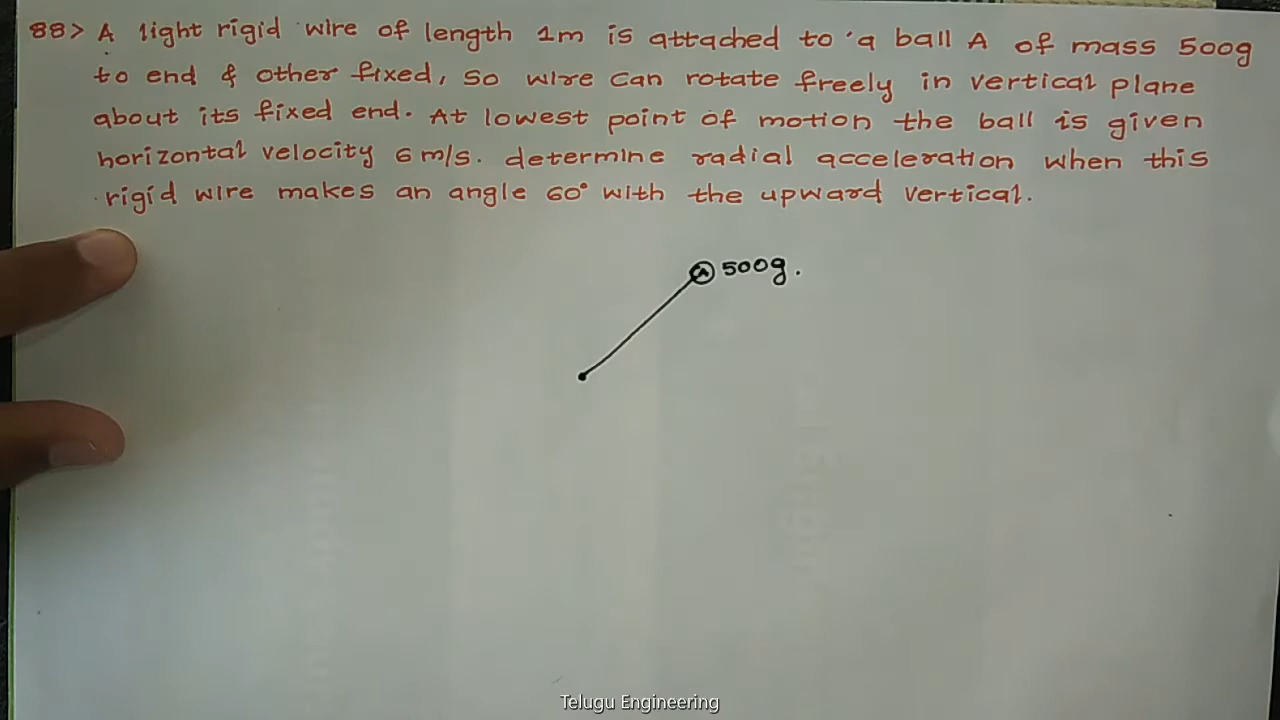 88> A light rigid wire of length 1m is attached to a ball A of mass 500g
to end & other fixed, so wire can rotate freely in vertical plane
about its fixed end. At lowest point of motion the ball is given
horizontal velocity 6m/s. determine radial acceleration when this
rigid wire makes an angle 60° with the upward vertical.
A 500g.
Telugu Engineering